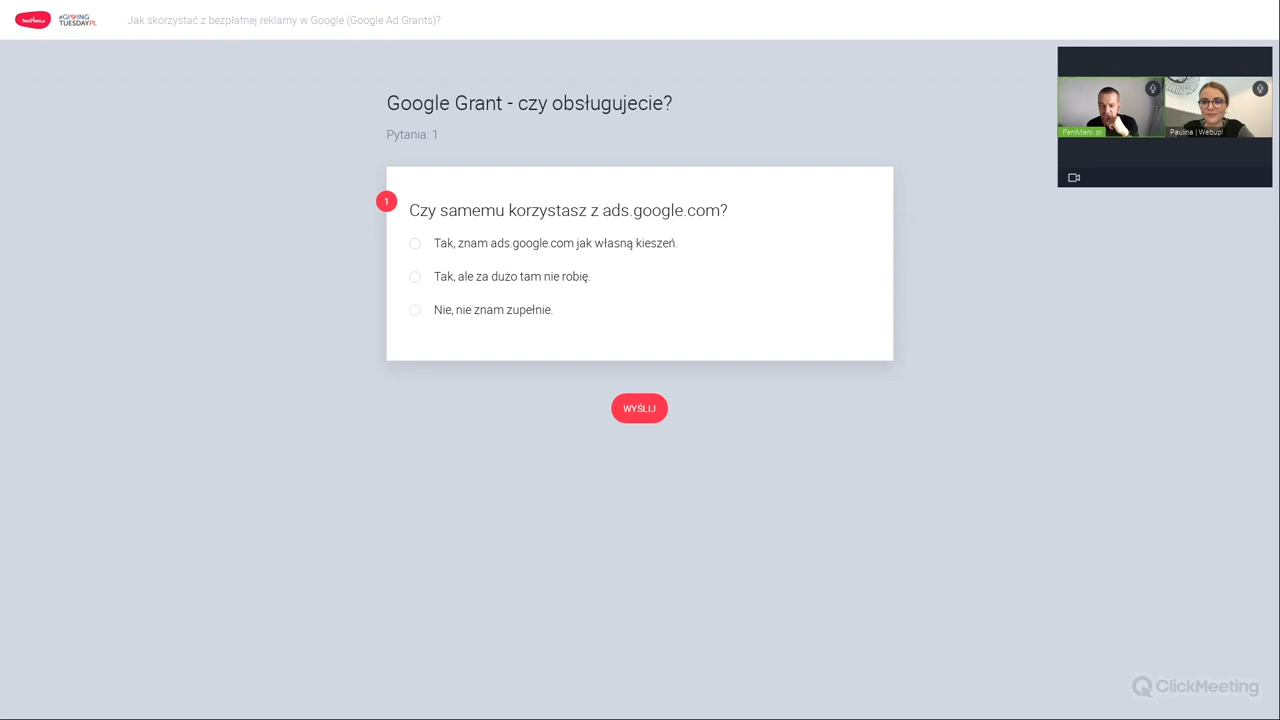 FaniMani.pl
#GIVING
TUESDAYPL
Jak skorzystać z bezpłatnej reklamy w Google (Google Ad Grants)?
Google Grant - czy obsługujecie?
Pytania: 1
1
Czy samemu korzystasz z ads.google.com?
Tak, znam ads.google.com jak własną kieszeń.
Tak, ale za dużo tam nie robię.
Nie, nie znam zupełnie.
WYŚLIJ
FaniMani .pl
Paulina | Webup!
ClickMeeting